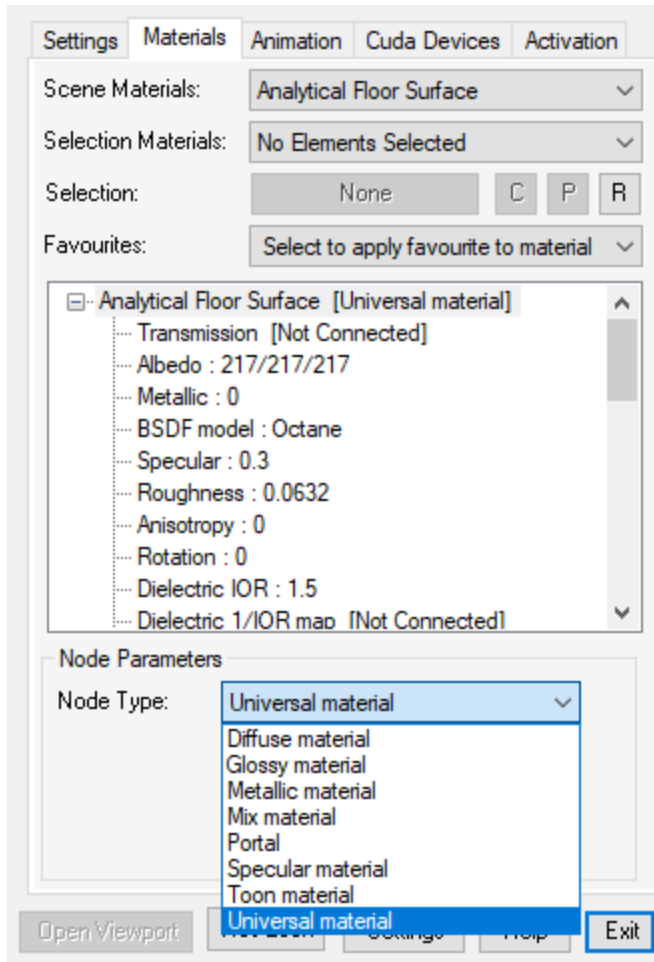 Settings Materials Animation Cuda Devices Activation
Scene Materials: Analytical Floor Surface
Selection Materials: No Elements Selected
Selection: None C P R
Favourites: Select to apply favourite to material
Analytical Floor Surface [Universal material]
Transmission [Not Connected]
Albedo : 217/217/217
Metallic : 0
BSDF model : Octane
Specular : 0.3
Roughness : 0.0632
Anisotropy : 0
Rotation : 0
Dielectric IOR : 1.5
Dielectric 1/IOR map [Not Connected]
Node Parameters
Node Type: Universal material
Diffuse material
Glossy material
Metallic material
Mix material
Portal
Specular material
Toon material
Universal material
Open Viewport Settings Help Exit